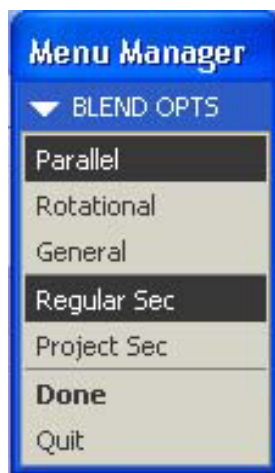 Menu Manager
BLEND OPTS
Parallel
Rotational
General
Regular Sec
Project Sec
Done
Quit